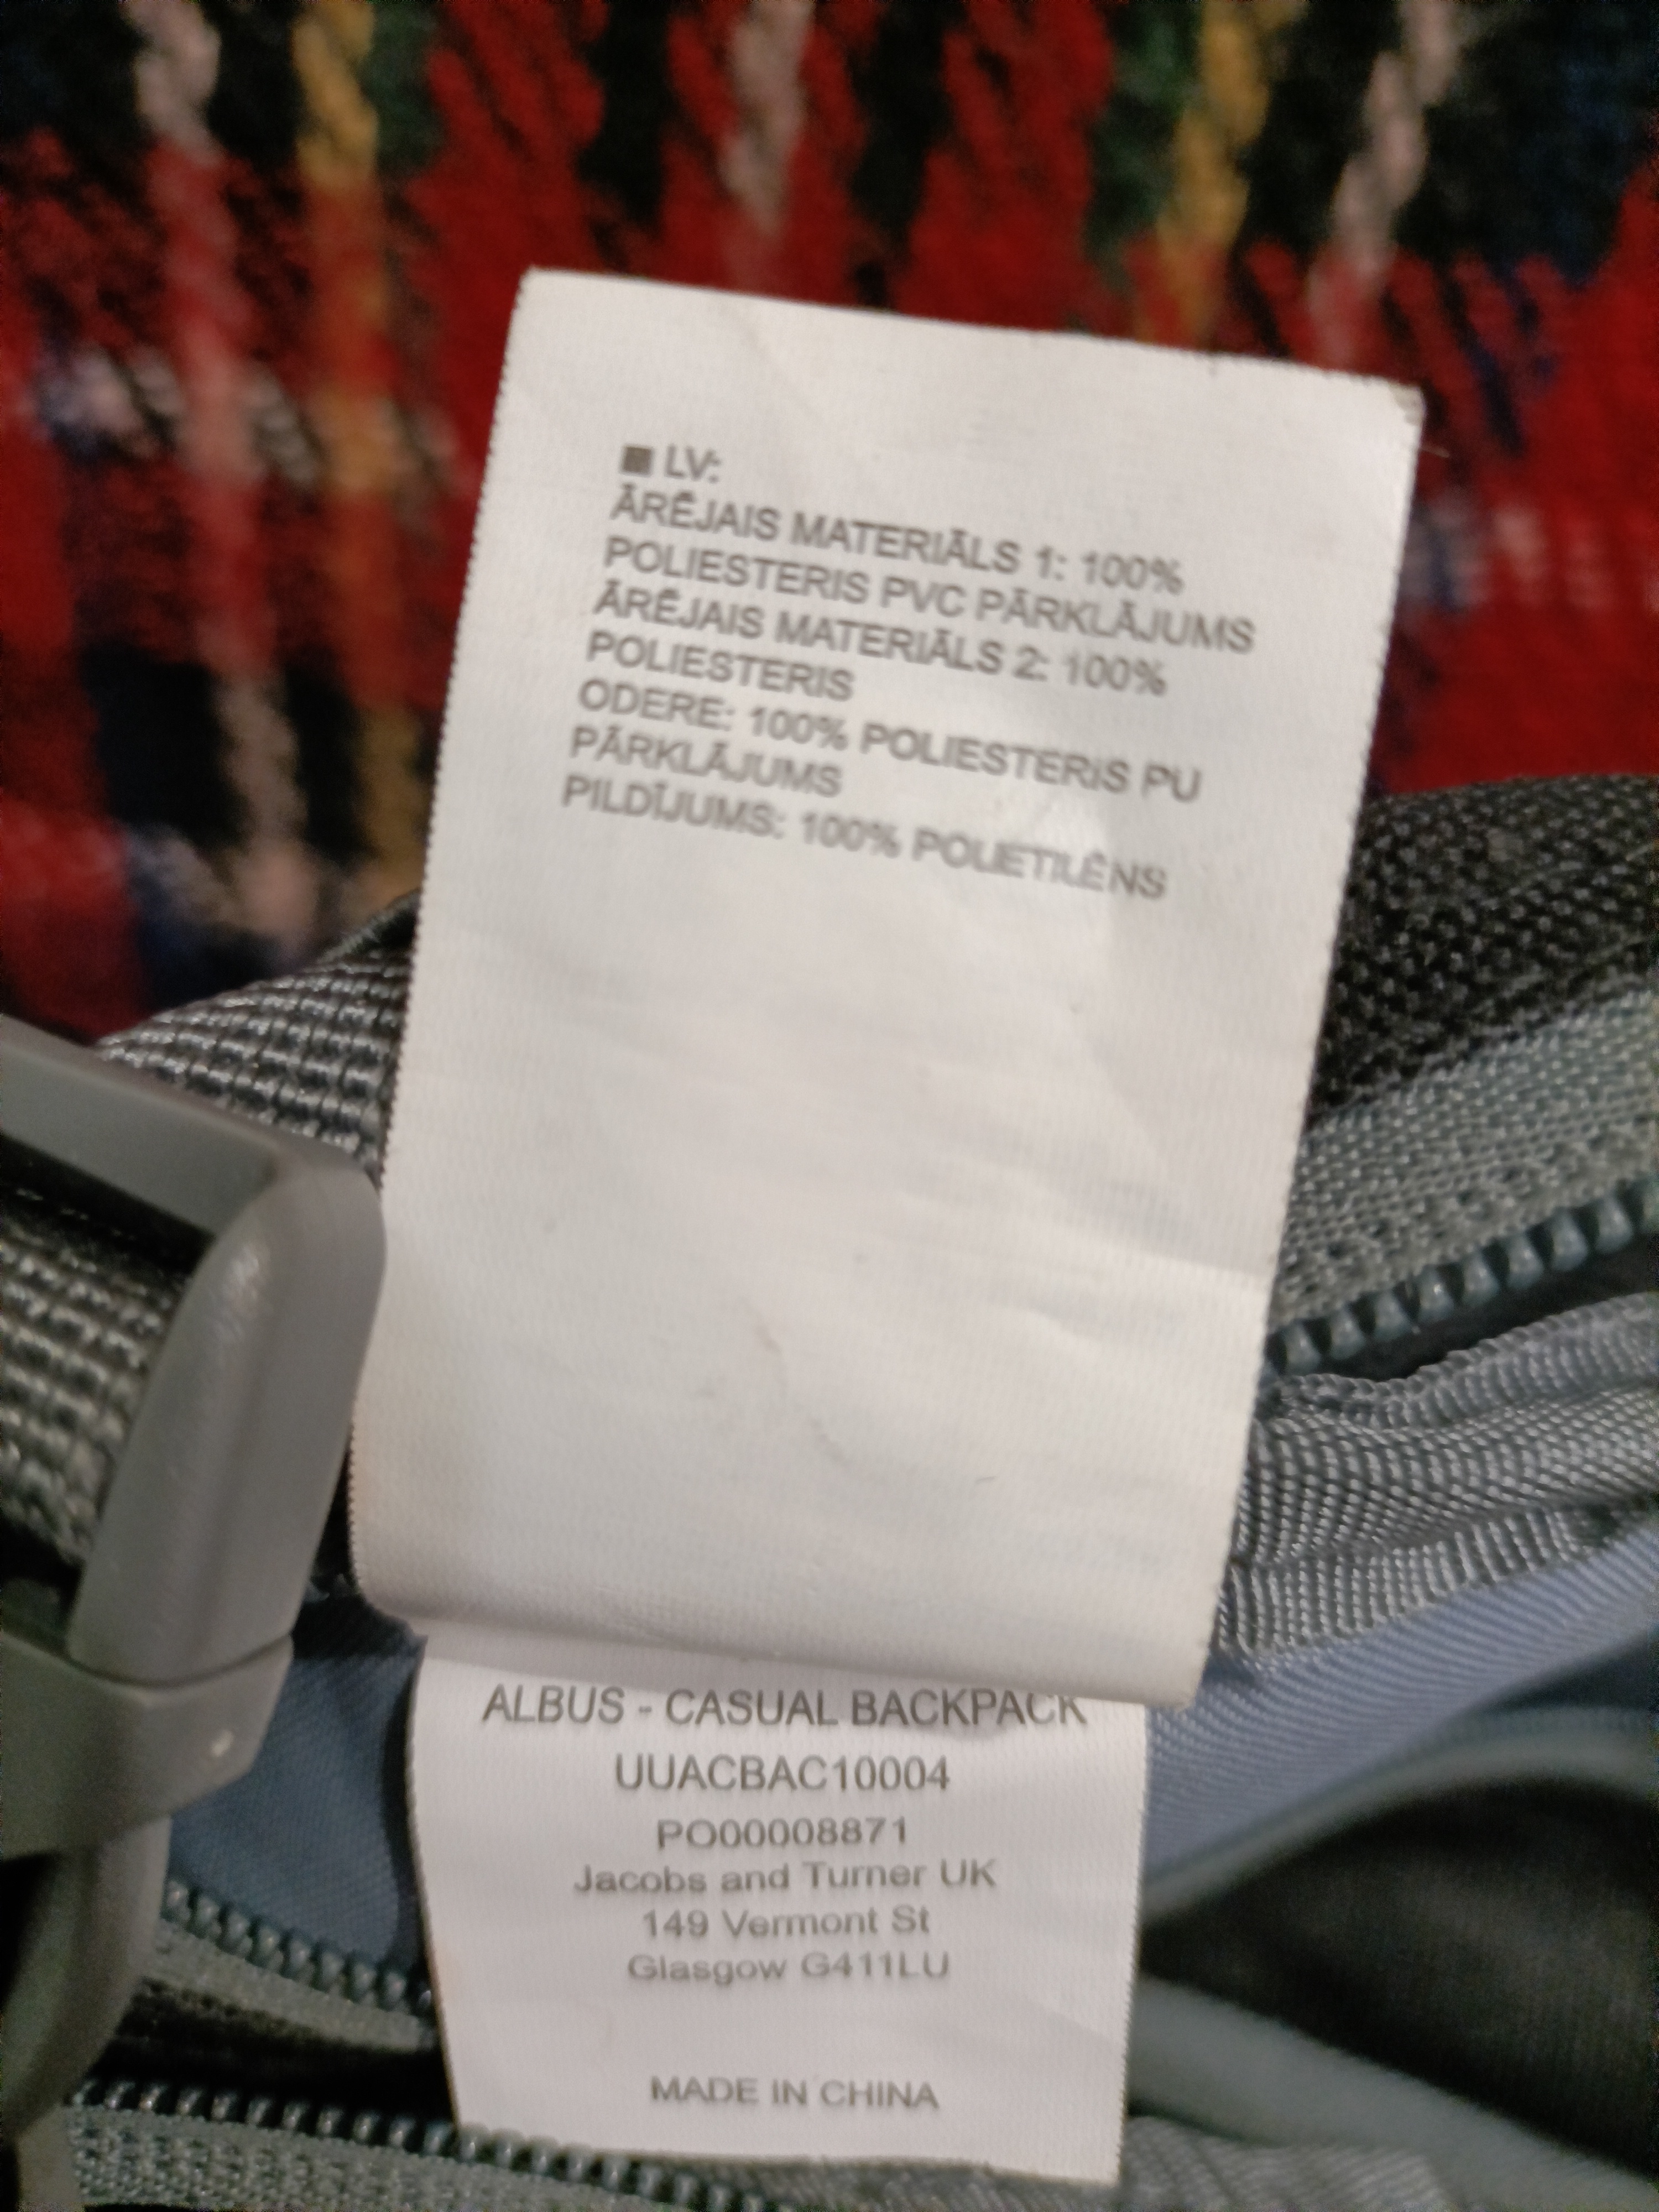 ■ LV:
ĀRĒJAIS MATERIĀLS 1: 100%
POLIESTERIS PVC PĀRKLĀJUMS
ĀRĒJAIS MATERIĀLS 2: 100%
POLIESTERIS
ODERE: 100% POLIESTERIS PU
PĀRKLĀJUMS
PILDĪJUMS: 100% POLIETILĒNS
ALBUS - CASUAL BACKPACK
UUACBAC10004
PO00008871
Jacobs and Turner UK
149 Vermont St
Glasgow G411LU
MADE IN CHINA